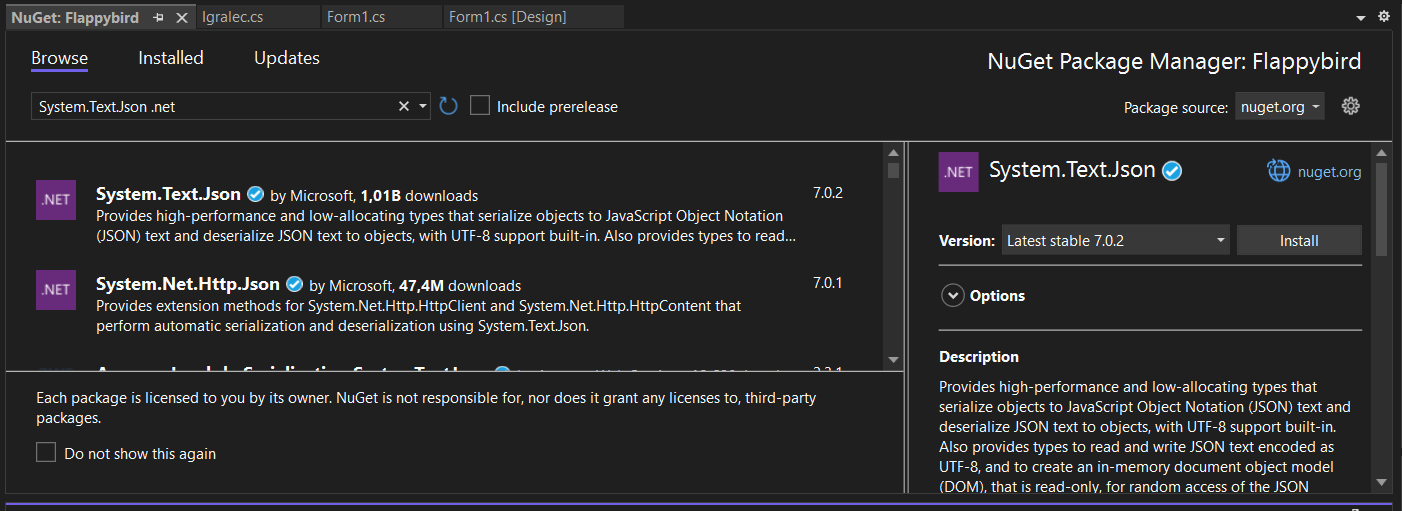 NuGet: Flappybird
Igralec.cs
Form1.cs
Form1.cs [Design]
Browse
Installed
Updates
NuGet Package Manager: Flappybird
System.Text.Json .net
Include prerelease
Package source:
nuget.org
.NET
System.Text.Json
by Microsoft, 1,01B downloads
7.0.2
Provides high-performance and low-allocating types that serialize objects to JavaScript Object Notation
(JSON) text and deserialize JSON text to objects, with UTF-8 support built-in. Also provides types to read...
.NET
System.Net.Http.Json
by Microsoft, 47,4M downloads
7.0.1
Provides extension methods for System.Net.Http.HttpClient and System.Net.Http.HttpContent that
perform automatic serialization and deserialization using System.Text.Json.
Each package is licensed to you by its owner. NuGet is not responsible for, nor does it grant any licenses to, third-party
packages.
Do not show this again
.NET
System.Text.Json
nuget.org
Version:
Latest stable 7.0.2
Install
Options
Description
Provides high-performance and low-allocating types that
serialize objects to JavaScript Object Notation (JSON) text and
deserialize JSON text to objects, with UTF-8 support built-in.
Also provides types to read and write JSON text encoded as
UTF-8, and to create an in-memory document object model
(DOM), that is read-only, for random access of the JSON